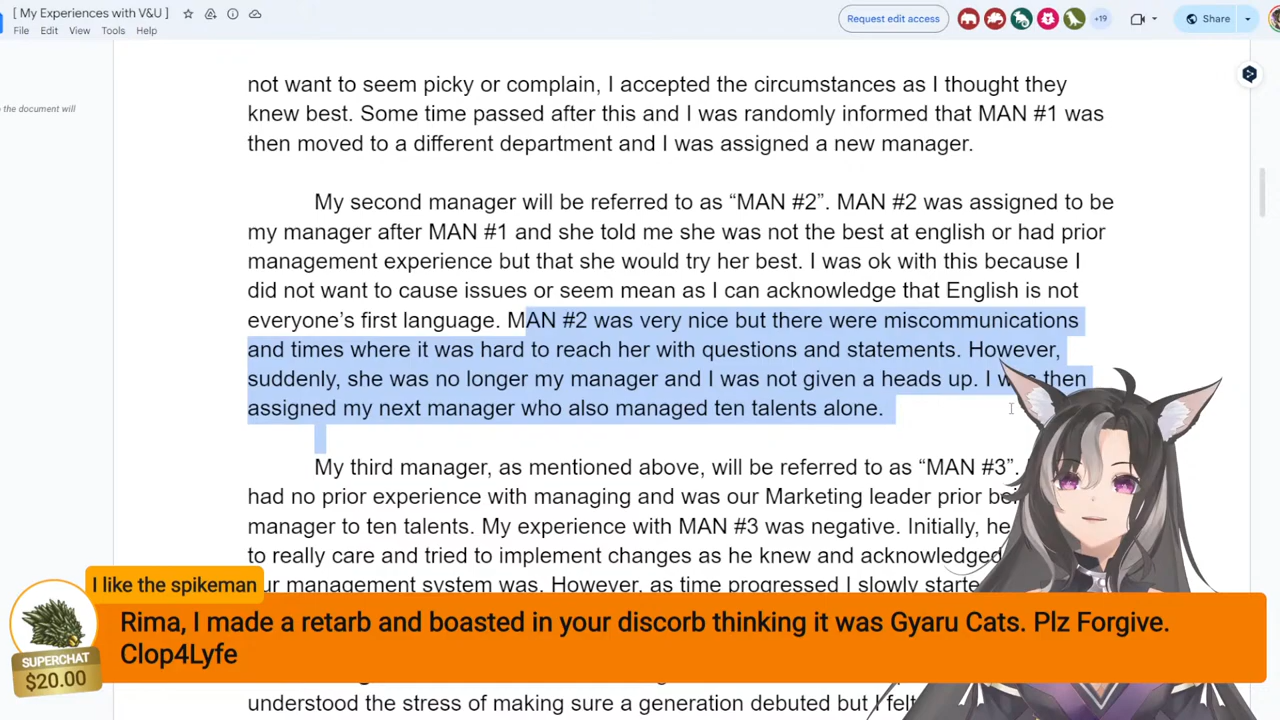 [ My Experiences with V&U ]
File Edit View Tools Help
Request edit access
+19
Share
o the document will
not want to seem picky or complain, I accepted the circumstances as I thought they
knew best. Some time passed after this and I was randomly informed that MAN #1 was
then moved to a different department and I was assigned a new manager.
My second manager will be referred to as “MAN #2”. MAN #2 was assigned to be
my manager after MAN #1 and she told me she was not the best at english or had prior
management experience but that she would try her best. I was ok with this because I
did not want to cause issues or seem mean as I can acknowledge that English is not
everyone’s first language. MAN #2 was very nice but there were miscommunications
and times where it was hard to reach her with questions and statements. However,
suddenly, she was no longer my manager and I was not given a heads up. I was then
assigned my next manager who also managed ten talents alone.
My third manager, as mentioned above, will be referred to as “MAN #3”.
had no prior experience with managing and was our Marketing leader prior
manager to ten talents. My experience with MAN #3 was negative. Initially, he
to really care and tried to implement changes as he knew and acknowledged
our management system was. However, as time progressed I slowly
I like the spikeman
Rima, I made a retarb and boasted in your discorb thinking it was Gyaru Cats. Plz Forgive.
Clop4Lyfe
SUPERCHAT
$20.00
understood the stress of making sure a generation debuted but I felt